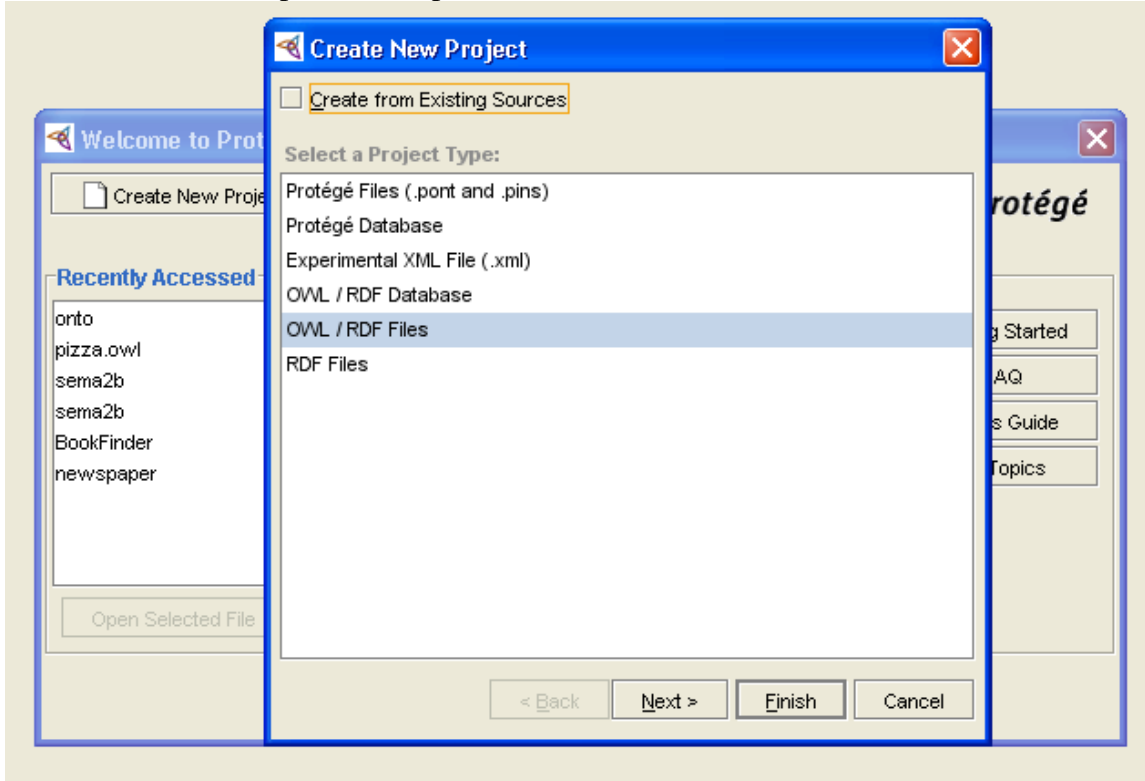 Create New Project
Create from Existing Sources
Select a Project Type:
Protégé Files (.pont and .pins)
Protégé Database
Experimental XML File (.xml)
OWL / RDF Database
OWL / RDF Files
RDF Files
< Back
Next >
Finish
Cancel
Welcome to Prot
Create New Proje
rotégé
Recently Accessed
onto
pizza.owl
sema2b
sema2b
BookFinder
newspaper
Open Selected File
g Started
AQ
s Guide
Topics